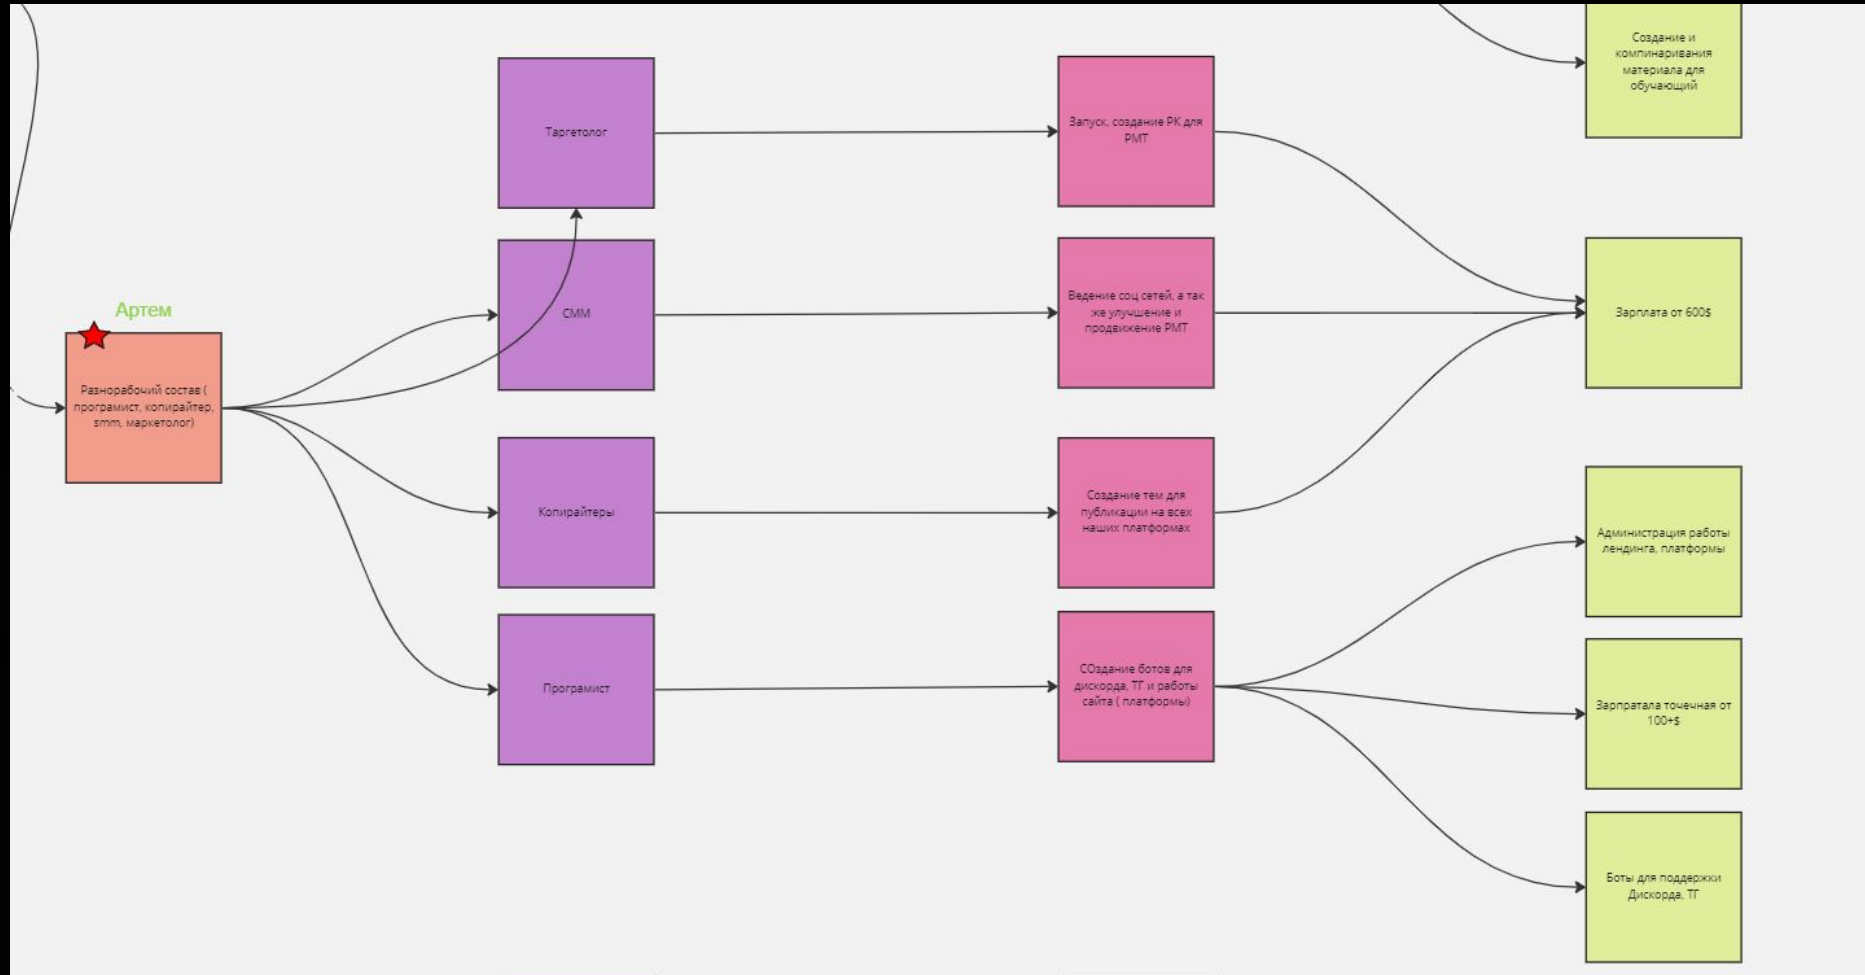 Создание и
компинаривания
материала для
обучающий
Таргетолог
Запуск, создание РК для
РМТ
Артем
СММ
Ведение соц сетей, а так
же улучшение и
продвижение РМТ
Зарплата от 600$
Разнорабочий состав (
програмист, копирайтер,
smm, маркетолог)
Копирайтеры
Создание тем для
публикации на всех
наших платформах
Администрация работы
лендинга, платформы
Програмист
СОздание ботов для
дискорда, ТГ и работы
сайта ( платформы)
Зарпратала точечная от
100+$
Боты для поддержки
Дискорда, ТГ